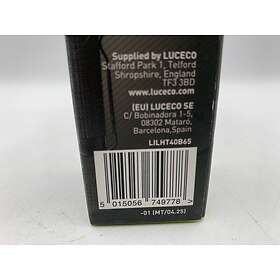 Supplied by LUCECO
Stafford Park 1, Telford
Shropshire, England
TF3 3BD
www.luceco.com
(EU) LUCECO SE
C/ Bobinadora 1-5,
08302 Mataró,
Barcelona,Spain
LILHT40B65
5 015056 749778 >
-01 (MT/04.25)